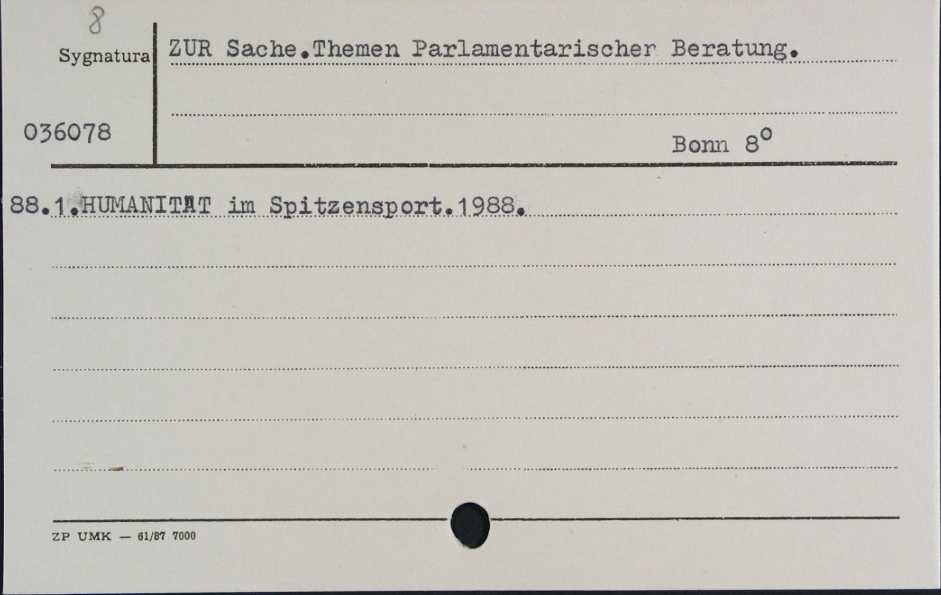 8
Sygnatura ZUR Sache.Themen Parlamentarischer Beratung.
036078
Bonn 8°
88.1.HUMANITÄT im Spitzensport.1988.
ZP UMK — 61/87 7000